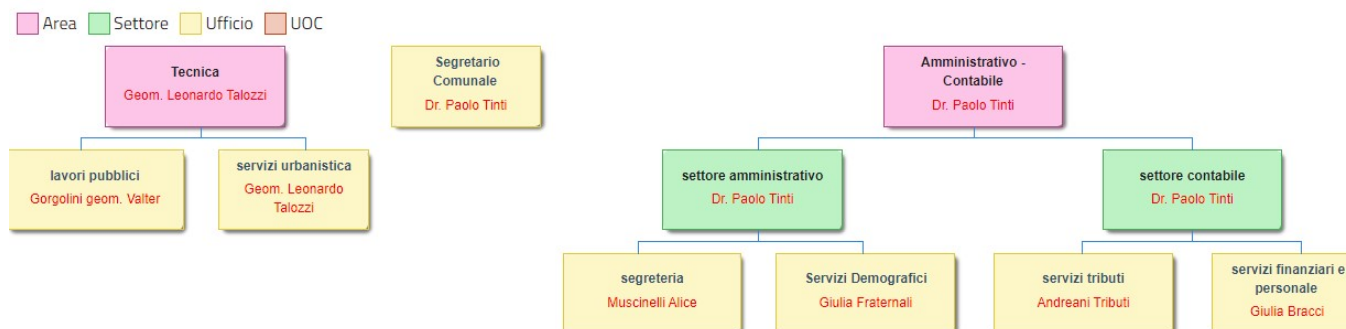 Area Settore Ufficio UOC
Tecnica
Geom. Leonardo Talozzi
Segretario
Comunale
Dr. Paolo Tinti
Amministrativo -
Contabile
Dr. Paolo Tinti
lavori pubblici
Gorgolini geom. Valter
servizi urbanistica
Geom. Leonardo
Talozzi
settore amministrativo
Dr. Paolo Tinti
settore contabile
Dr. Paolo Tinti
segreteria
Muscinelli Alice
Servizi Demografici
Giulia Fraternali
servizi tributi
Andreani Tributi
servizi finanziari e
personale
Giulia Bracci